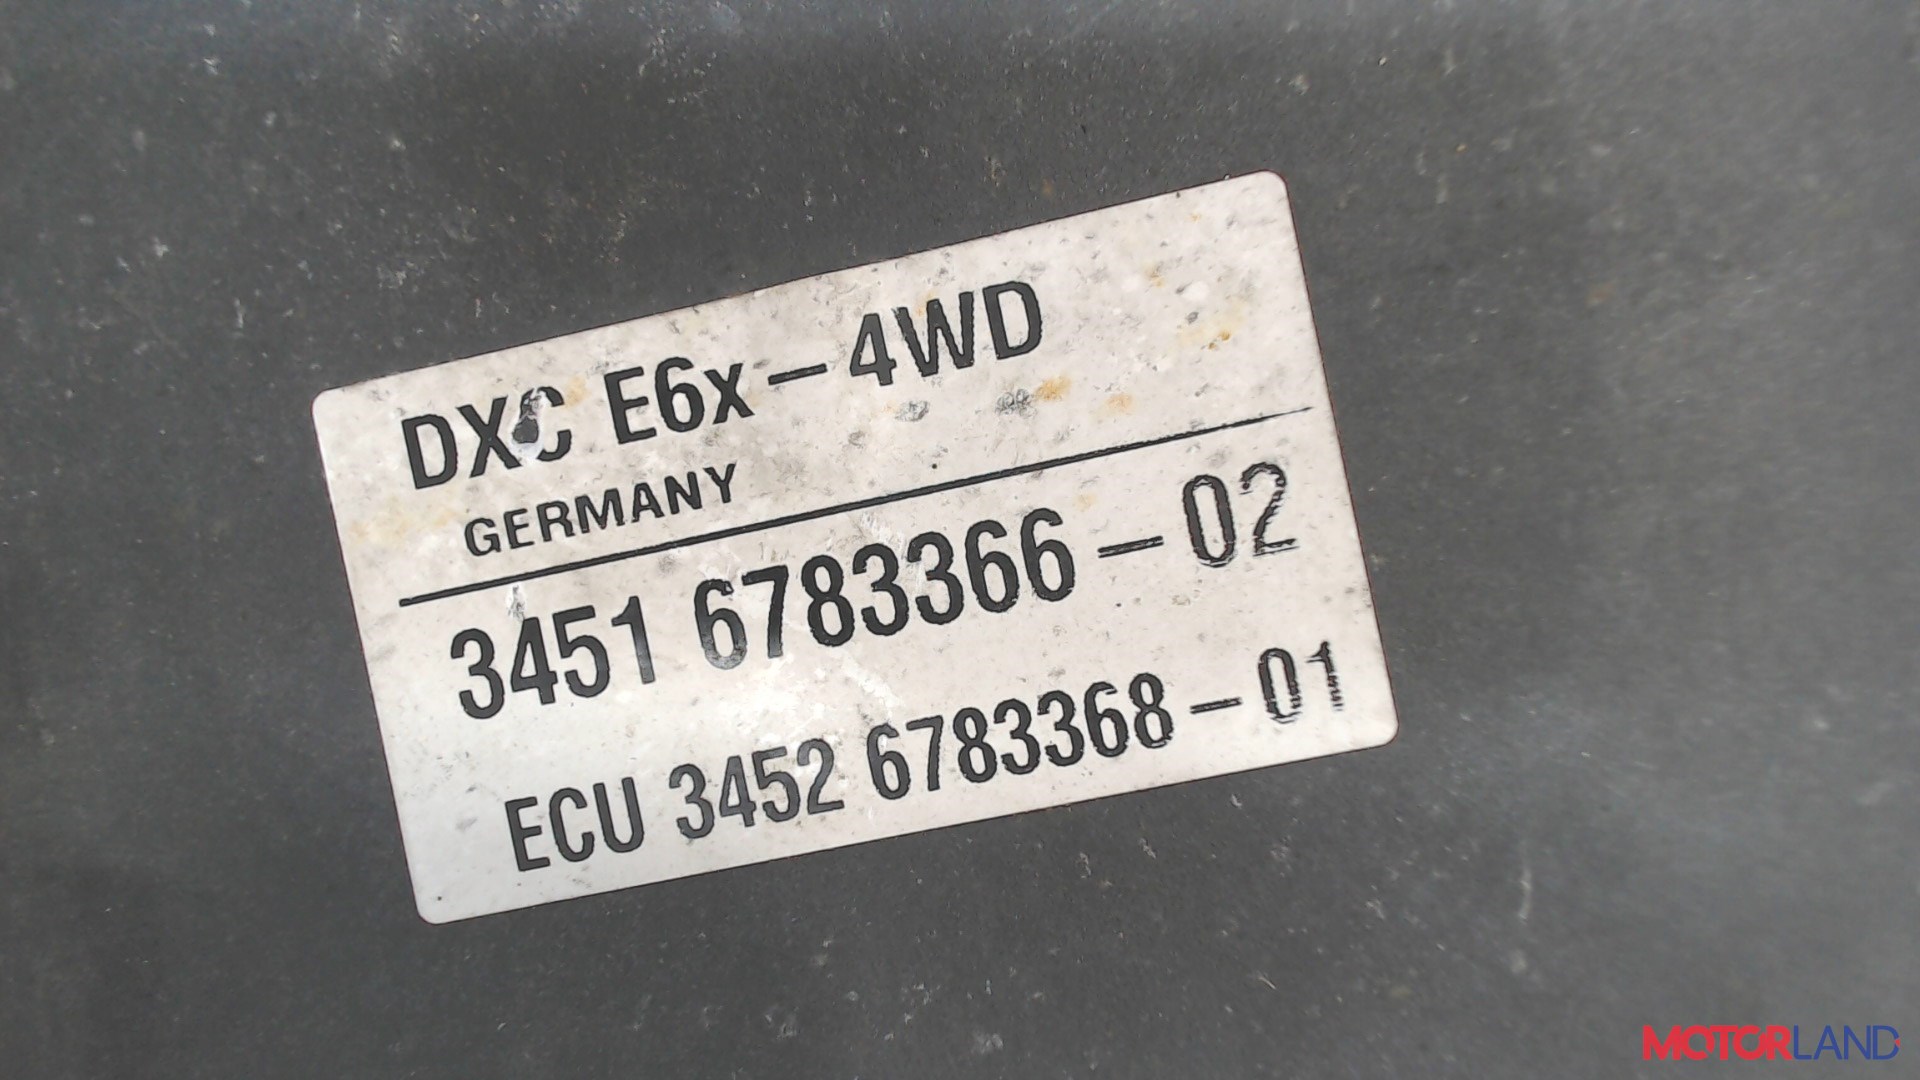 DXC E6x-4WD
GERMANY
3451 6783366-02
ECU 3452 6783368-01
MOTORLAND